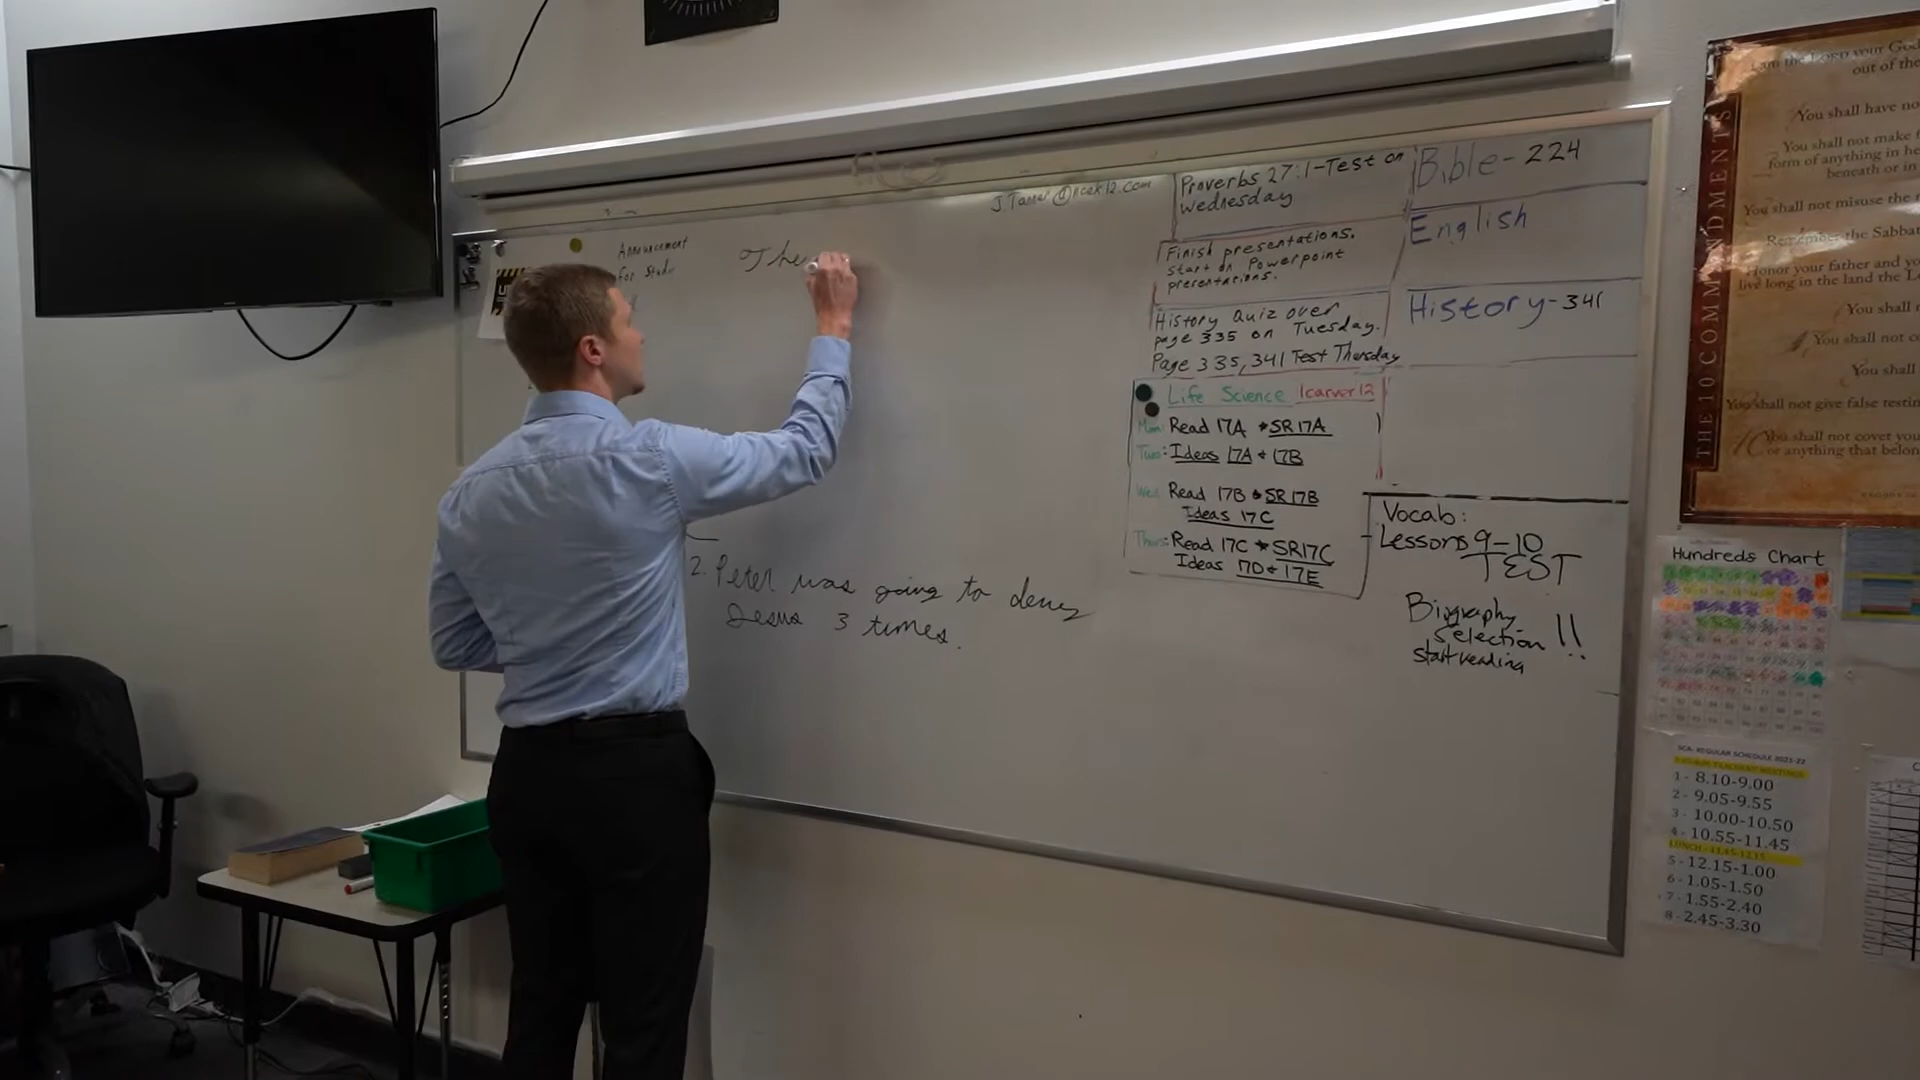 Announcement
For Stude
The
J.Tanner@ncak12.com
2. Peter was going to deny
Jesus 3 times.
Proverbs 27:1-Test on
wednesday
Finish presentations.
start on Powerpoint
presentations.
History Quiz over
page 335 on Tuesday.
Page 335,341 Test Thursday
Life Science
Mon: Read 17A * SR 17A
Tues: Ideas 17A + 17B
Wed: Read 17B * SR 17B
Ideas 17C
Thurs: Read 17C * SR17C
Ideas 17D + 17E
Bible - 224
English
History - 341
Vocab:
Lessons 9-10
TEST
Biography
Selection !!
start reading
THE 10 COMMANDMENTS
I am the LORD your God
out of the
You shall have no
You shall not make
form of anything in he
beneath or in
You shall not misuse the
Remember the Sabba
Honor your father and yo
live long in the land the L
You shall
You shall not co
You shall
You shall not give false testim
You shall not covet you
or anything that belon
Hundreds Chart
SCA: REGULAR SCHEDULE 2021-22
1 - 8.10-9.00
2 - 9.05-9.55
3 - 10.00-10.50
4 - 10.55-11.45
LUNCH - 11.45-12.15
5 - 12.15-1.00
6 - 1.05-1.50
7 - 1.55-2.40
8 - 2.45-3.30